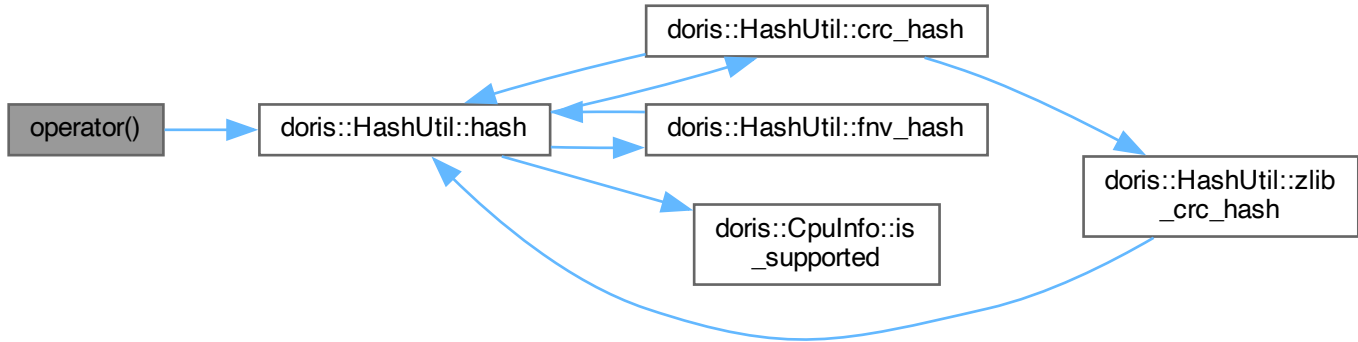 operator()
doris::HashUtil::hash
doris::HashUtil::crc_hash
doris::HashUtil::fnv_hash
doris::CpuInfo::is
_supported
doris::HashUtil::zlib
_crc_hash